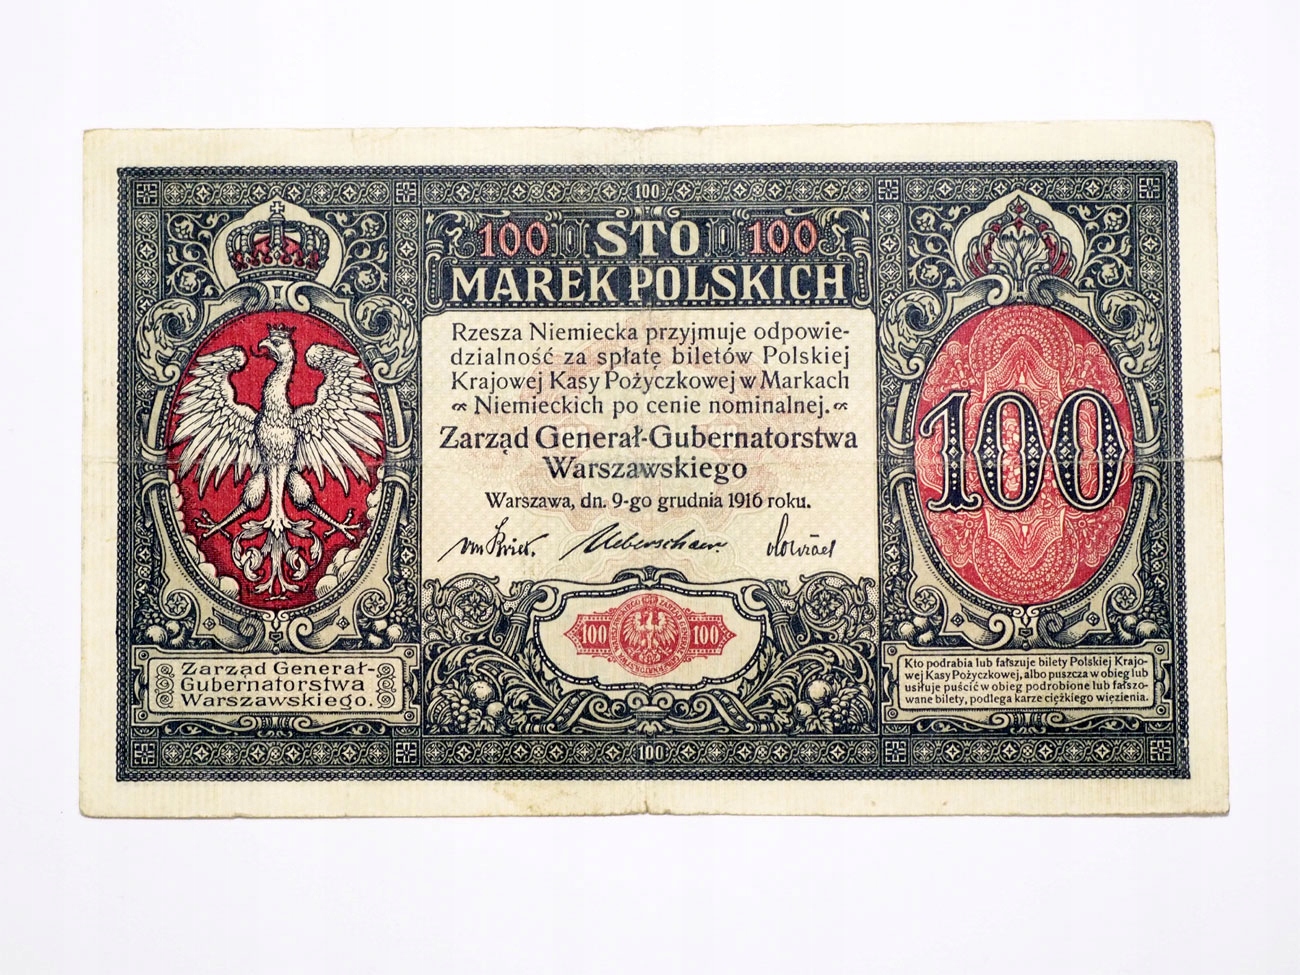 100
100 STO 100
MAREK POLSKICH
Rzesza Niemiecka przyjmuje odpowie-
dzialność za spłatę biletów Polskiej
Krajowej Kasy Pożyczkowej w Markach
Niemieckich po cenie nominalnej.
Zarząd Generał-Gubernatorstwa
Warszawskiego
Warszawa, dn. 9-go grudnia 1916 roku.
von Kries.
Ueberschaer.
100
100 100
Zarząd Generał-
Gubernatorstwa
Warszawskiego.
Kto podrabia lub fałszuje bilety Polskiej Krajo-
wej Kasy Pożyczkowej, albo puszcza w obieg lub
usiłuje puścić w obieg podrobione lub fałszo-
wane bilety, podlega karze ciężkiego więzienia.
100